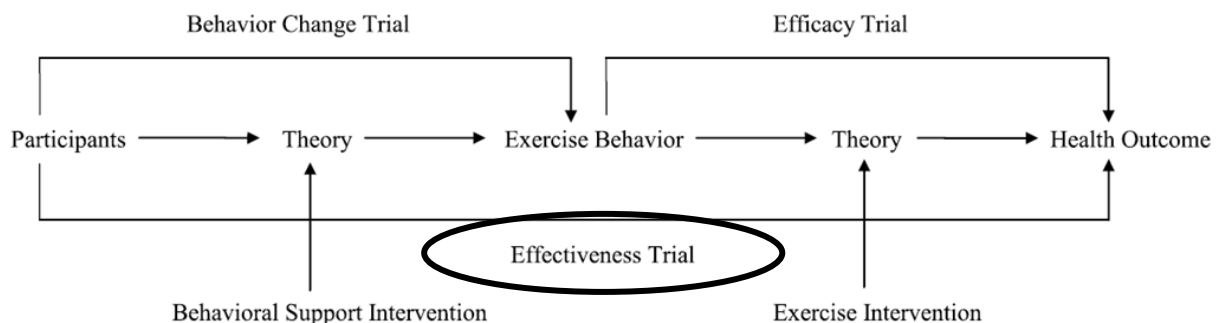 Behavior Change Trial
Efficacy Trial
Participants
Theory
Exercise Behavior
Theory
Health Outcome
Effectiveness Trial
Behavioral Support Intervention
Exercise Intervention